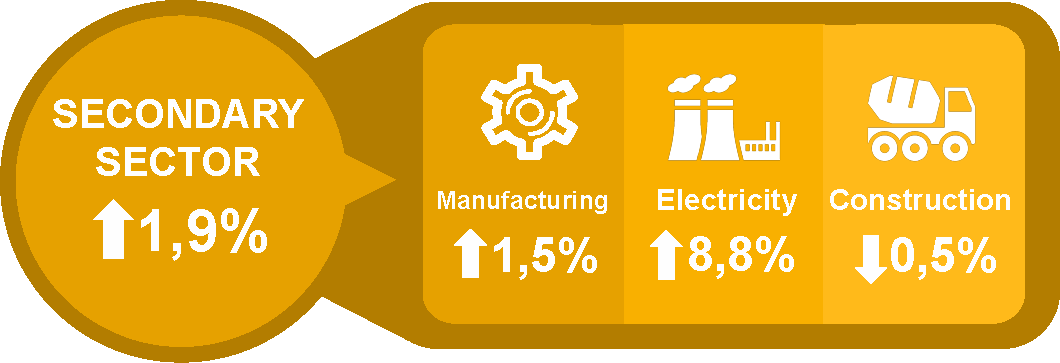 SECONDARY
SECTOR
1,9%
Manufacturing
1,5%
Electricity
8,8%
Construction
0,5%